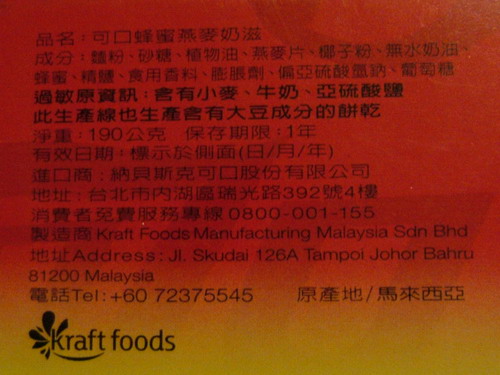 品名：可口蜂蜜燕麥奶滋
成分：麵粉、砂糖、植物油、燕麥片、椰子粉、無水奶油、
蜂蜜、精鹽、食用香料、膨脹劑、偏亞硫酸氫鈉、葡萄糖
過敏原資訊：含有小麥、牛奶、亞硫酸鹽
此生產線也生產含有大豆成分的餅乾
淨重：190公克 保存期限：1年
有效日期：標示於側面(日/月/年)
進口商：納貝斯克可口股份有限公司
地址：台北市內湖區瑞光路392號4樓
消費者免費服務專線 0800-001-155
製造商 Kraft Foods Manufacturing Malaysia Sdn Bhd
地址Address: Jl. Skudai 126A Tampoi Johor Bahru
81200 Malaysia
電話Tel: +60 72375545 原產地/馬來西亞
kraft foods